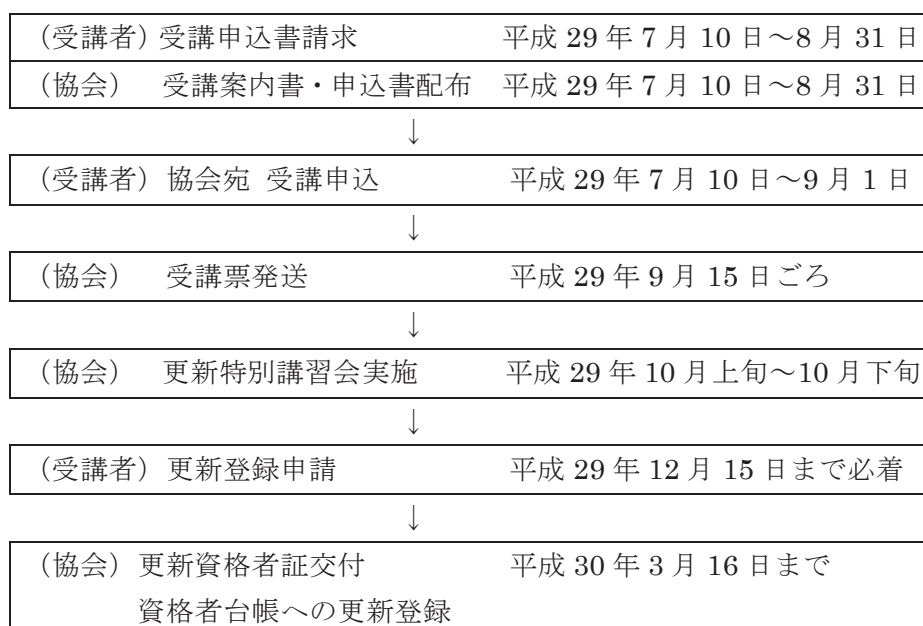 (受講者) 受講申込書請求 平成 29 年 7 月 10 日～8 月 31 日
(協会) 受講案内書・申込書配布 平成 29 年 7 月 10 日～8 月 31 日
↓
(受講者) 協会宛 受講申込 平成 29 年 7 月 10 日～9 月 1 日
↓
(協会) 受講票発送 平成 29 年 9 月 15 日ごろ
↓
(協会) 更新特別講習会実施 平成 29 年 10 月上旬～10 月下旬
↓
(受講者) 更新登録申請 平成 29 年 12 月 15 日まで必着
↓
(協会) 更新資格者証交付 平成 30 年 3 月 16 日まで
資格者台帳への更新登録